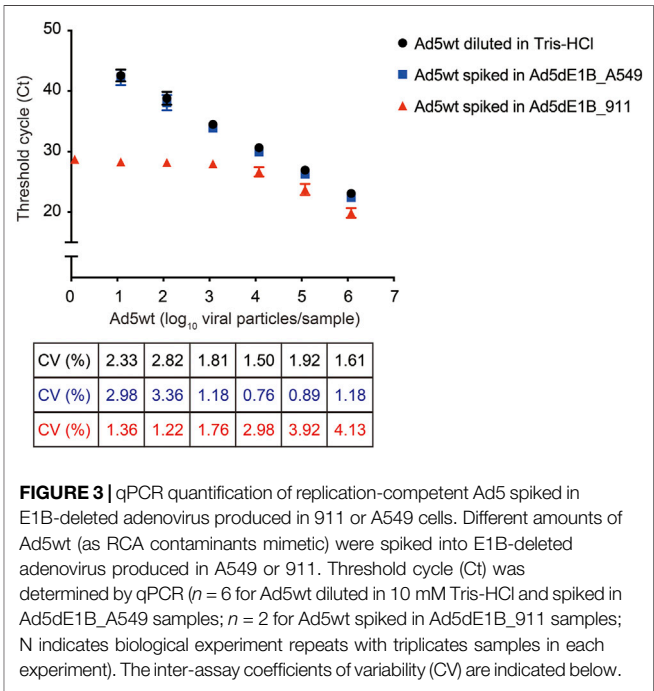 50
40
30
20
Threshold cycle (Ct)
Ad5wt diluted in Tris-HCl
Ad5wt spiked in Ad5dE1B_A549
Ad5wt spiked in Ad5dE1B_911
0 1 2 3 4 5 6 7
Ad5wt (log₁₀ viral particles/sample)
CV (%) 2.33 2.82 1.81 1.50 1.92 1.61
CV (%) 2.98 3.36 1.18 0.76 0.89 1.18
CV (%) 1.36 1.22 1.76 2.98 3.92 4.13
FIGURE 3 | qPCR quantification of replication-competent Ad5 spiked in
E1B-deleted adenovirus produced in 911 or A549 cells. Different amounts of
Ad5wt (as RCA contaminants mimetic) were spiked into E1B-deleted
adenovirus produced in A549 or 911. Threshold cycle (Ct) was
determined by qPCR (n = 6 for Ad5wt diluted in 10 mM Tris-HCl and spiked in
Ad5dE1B_A549 samples; n = 2 for Ad5wt spiked in Ad5dE1B_911 samples;
N indicates biological experiment repeats with triplicates samples in each
experiment). The inter-assay coefficients of variability (CV) are indicated below.